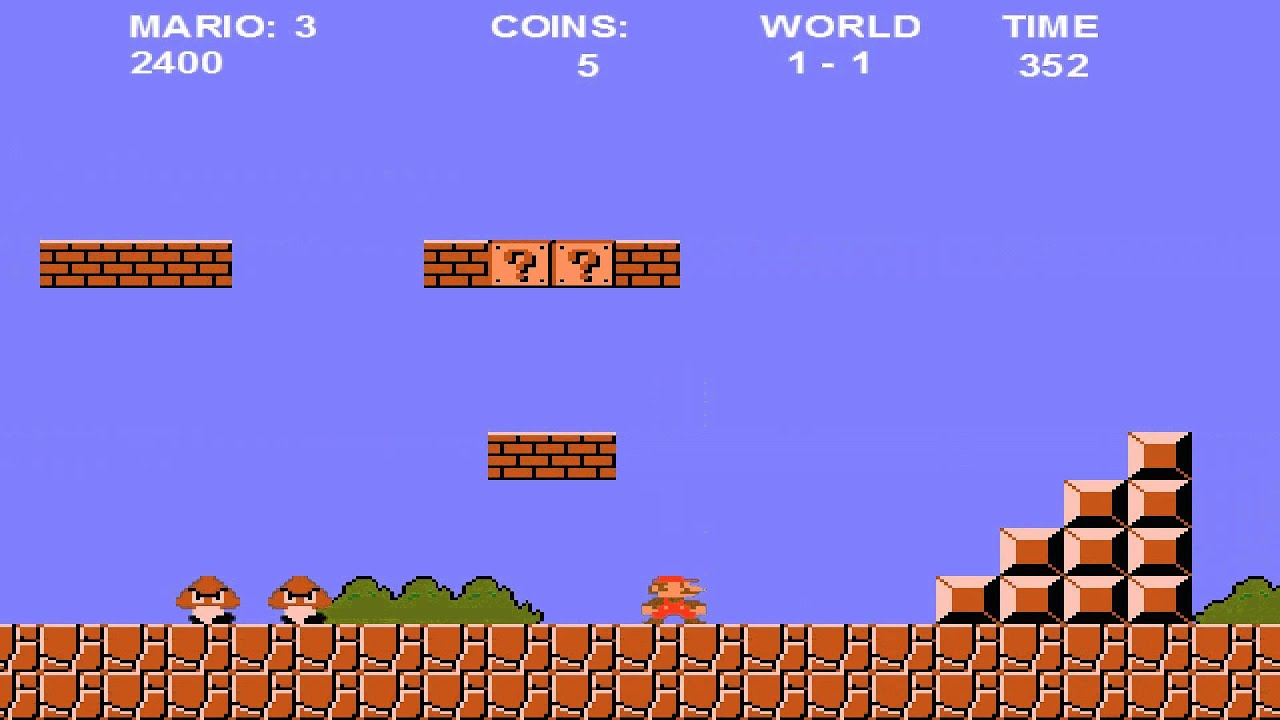 MARIO: 3 COINS: WORLD TIME
2400 5 1 - 1 352
? ?